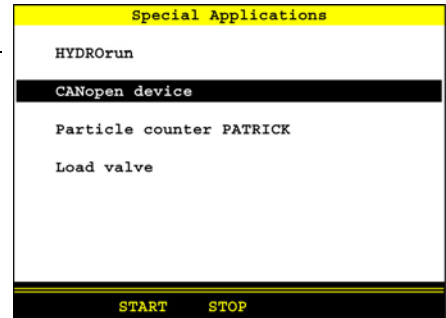 Special Applications
HYDROrun
CANopen device
Particle counter PATRICK
Load valve
START STOP